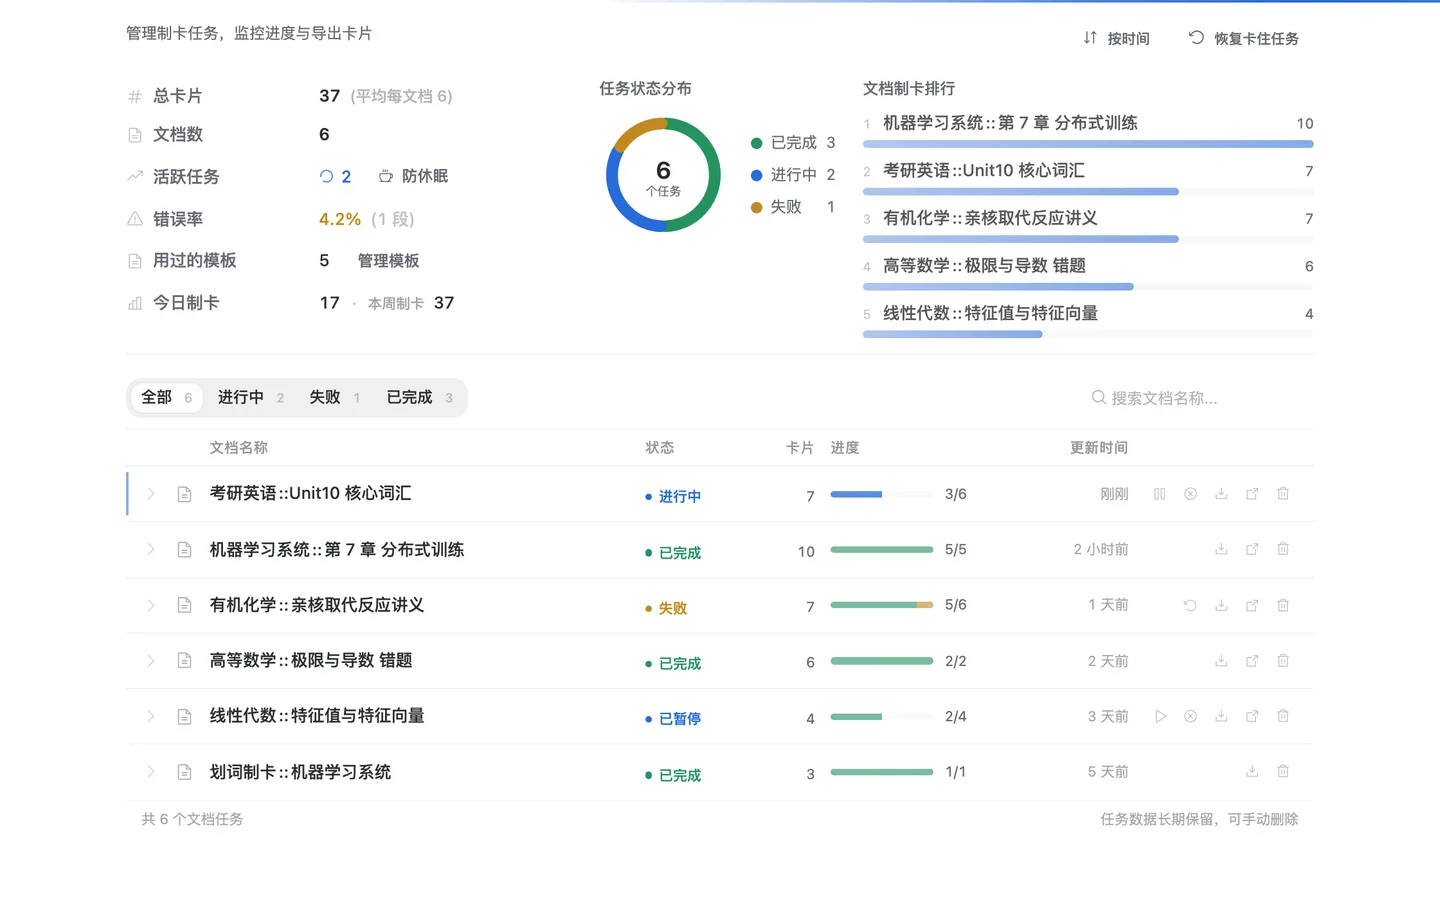 管理制卡任务，监控进度与导出卡片
按时间
恢复卡住任务
总卡片 37 (平均每文档 6)
文档数 6
活跃任务 2 防休眠
错误率 4.2% (1 段)
用过的模板 5 管理模板
今日制卡 17 · 本周制卡 37
任务状态分布
6
个任务
已完成 3
进行中 2
失败 1
文档制卡排行
1 机器学习系统::第 7 章 分布式训练 10
2 考研英语::Unit10 核心词汇 7
3 有机化学::亲核取代反应讲义 7
4 高等数学::极限与导数 错题 6
5 线性代数::特征值与特征向量 4
全部 6 进行中 2 失败 1 已完成 3
搜索文档名称...
文档名称 状态 卡片 进度 更新时间
考研英语::Unit10 核心词汇 进行中 7 3/6 刚刚
机器学习系统::第 7 章 分布式训练 已完成 10 5/5 2 小时前
有机化学::亲核取代反应讲义 失败 7 5/6 1 天前
高等数学::极限与导数 错题 已完成 6 2/2 2 天前
线性代数::特征值与特征向量 已暂停 4 2/4 3 天前
划词制卡::机器学习系统 已完成 3 1/1 5 天前
共 6 个文档任务
任务数据长期保留，可手动删除